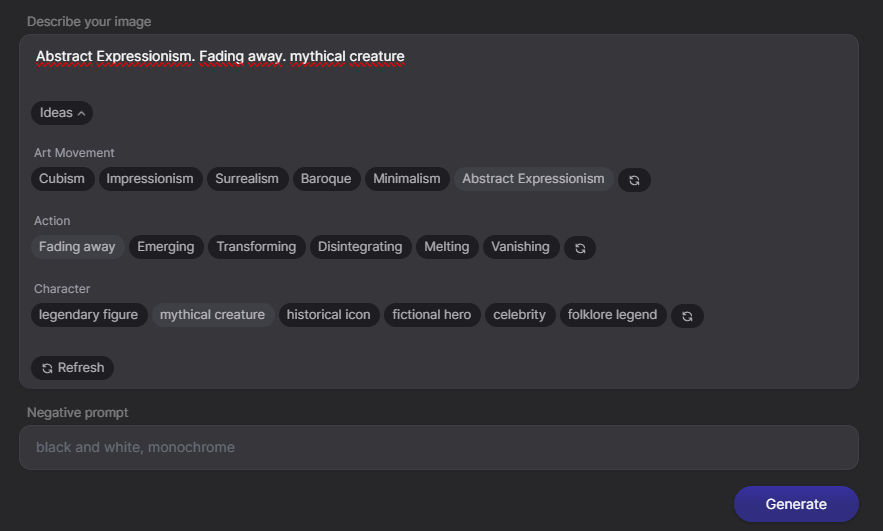 Describe your image
Abstract Expressionism. Fading away. mythical creature
Ideas
Art Movement
Cubism Impressionism Surrealism Baroque Minimalism Abstract Expressionism
Action
Fading away Emerging Transforming Disintegrating Melting Vanishing
Character
legendary figure mythical creature historical icon fictional hero celebrity folklore legend
Refresh
Negative prompt
black and white, monochrome
Generate